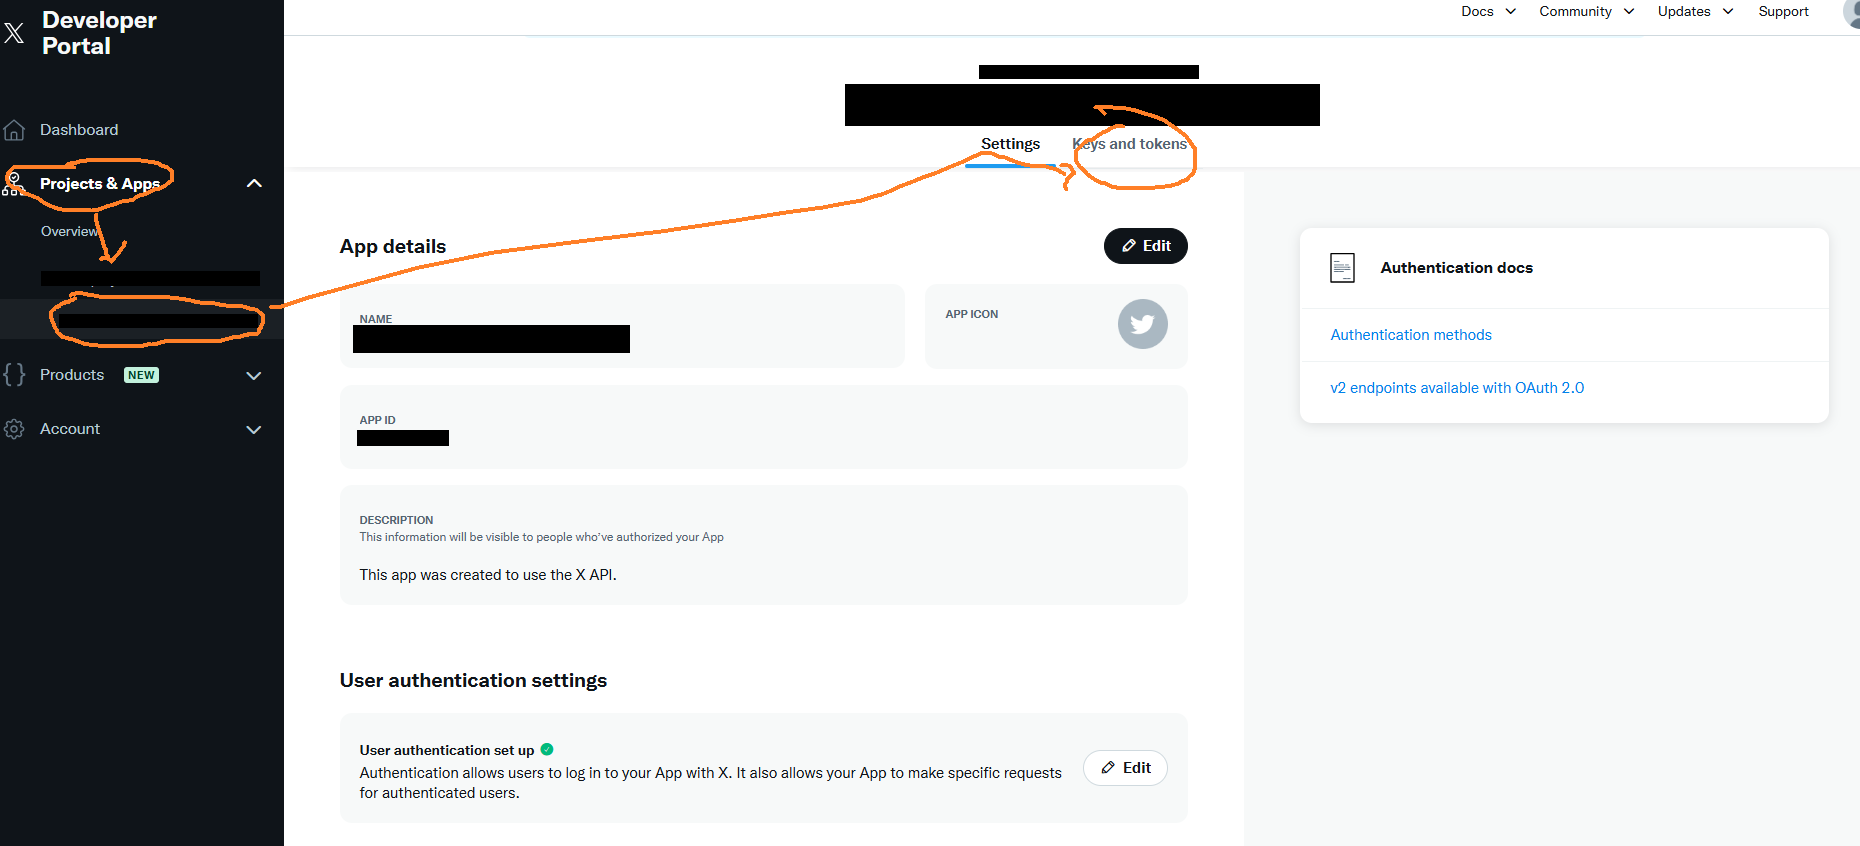 Developer
Portal
Docs
Community
Updates
Support
Dashboard
Projects & Apps
Overview
Products NEW
Account
Settings
Keys and tokens
App details
Edit
NAME
APP ICON
APP ID
DESCRIPTION
This information will be visible to people who've authorized your App
This app was created to use the X API.
User authentication settings
User authentication set up
Authentication allows users to log in to your App with X. It also allows your App to make specific requests
for authenticated users.
Edit
Authentication docs
Authentication methods
v2 endpoints available with OAuth 2.0